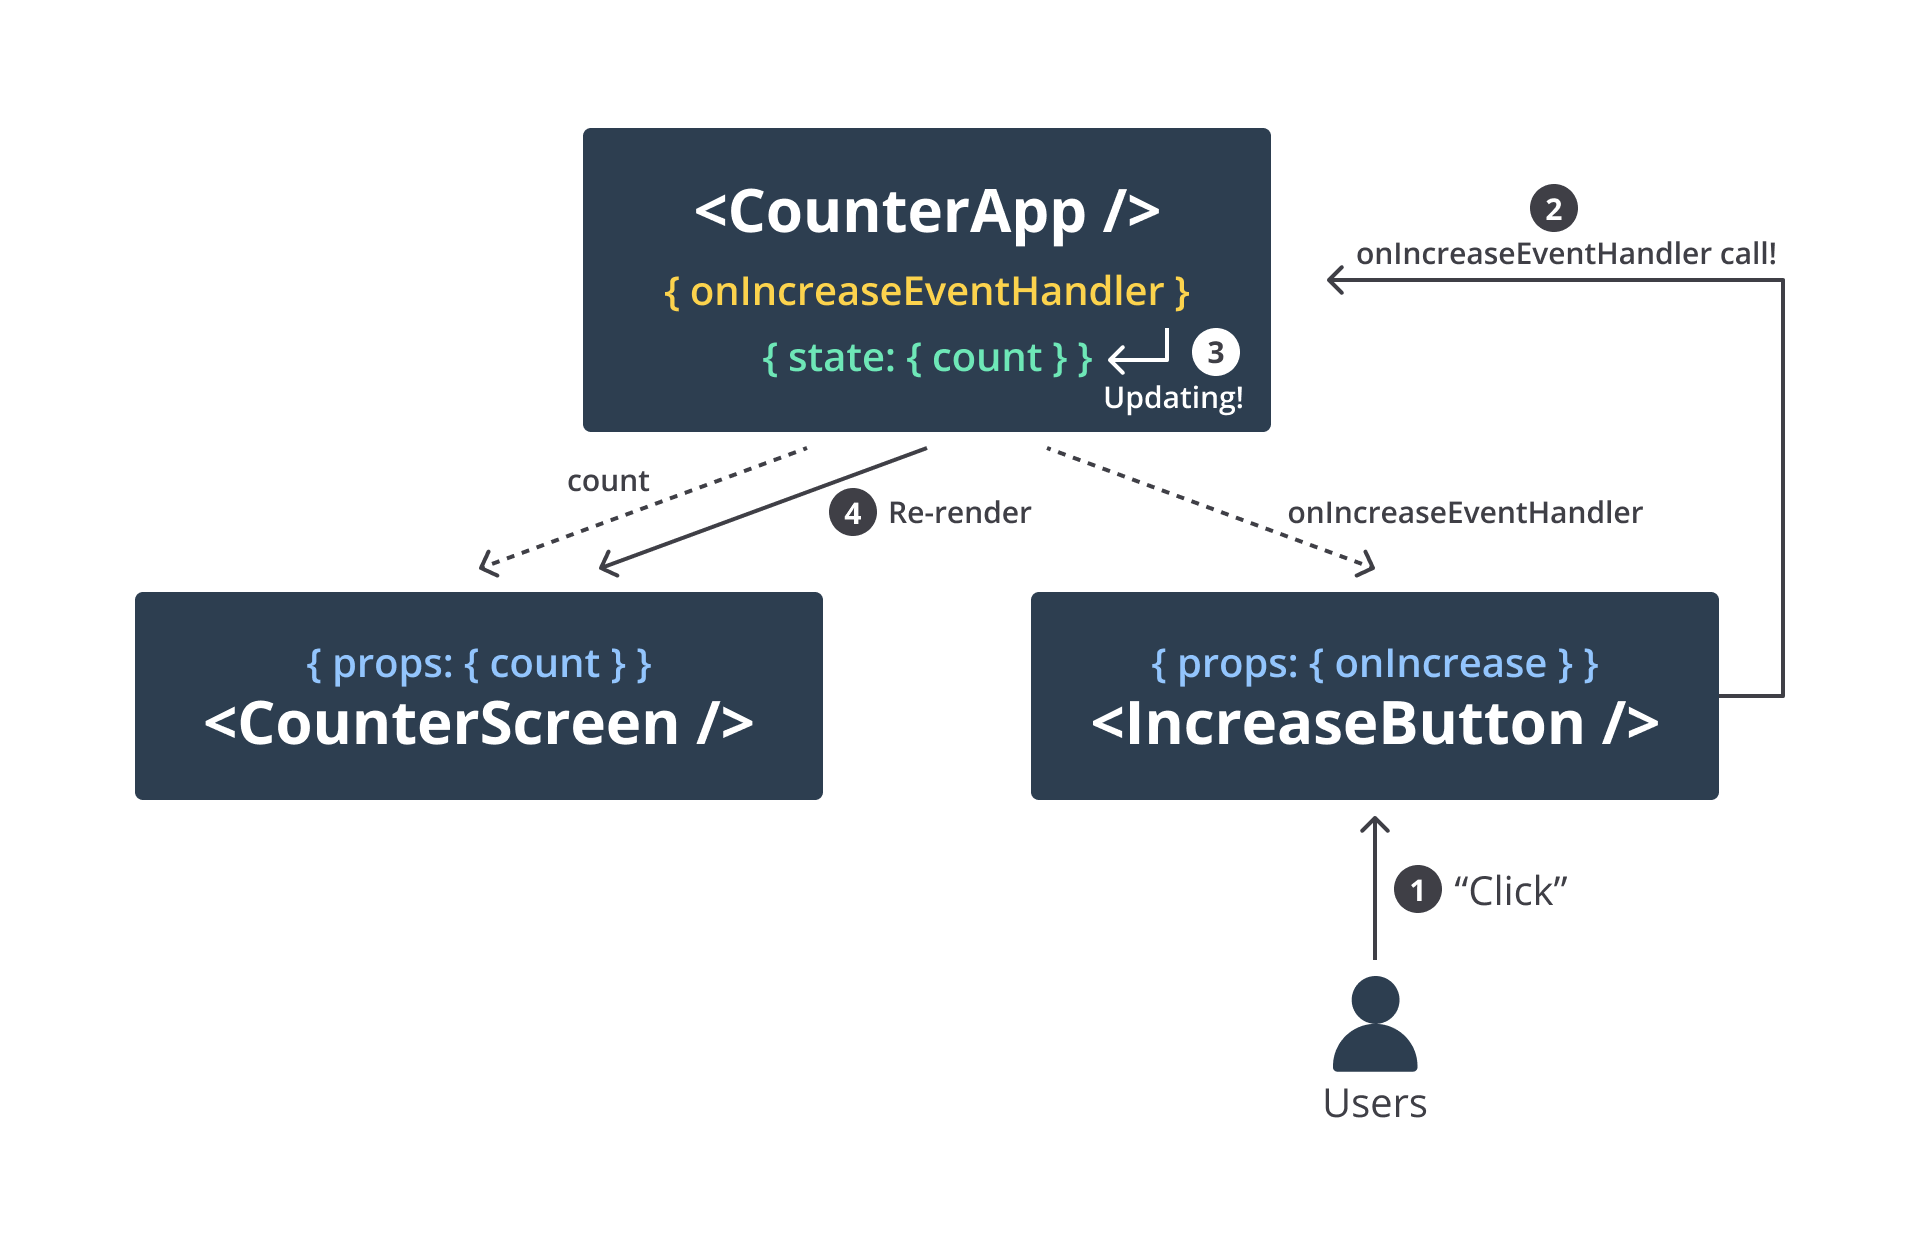 <CounterApp />
{ onIncreaseEventHandler }
{ state: { count } }
3
Updating!
2
onIncreaseEventHandler call!
count
4 Re-render
onIncreaseEventHandler
{ props: { count } }
<CounterScreen />
{ props: { onIncrease } }
<IncreaseButton />
1 “Click”
Users